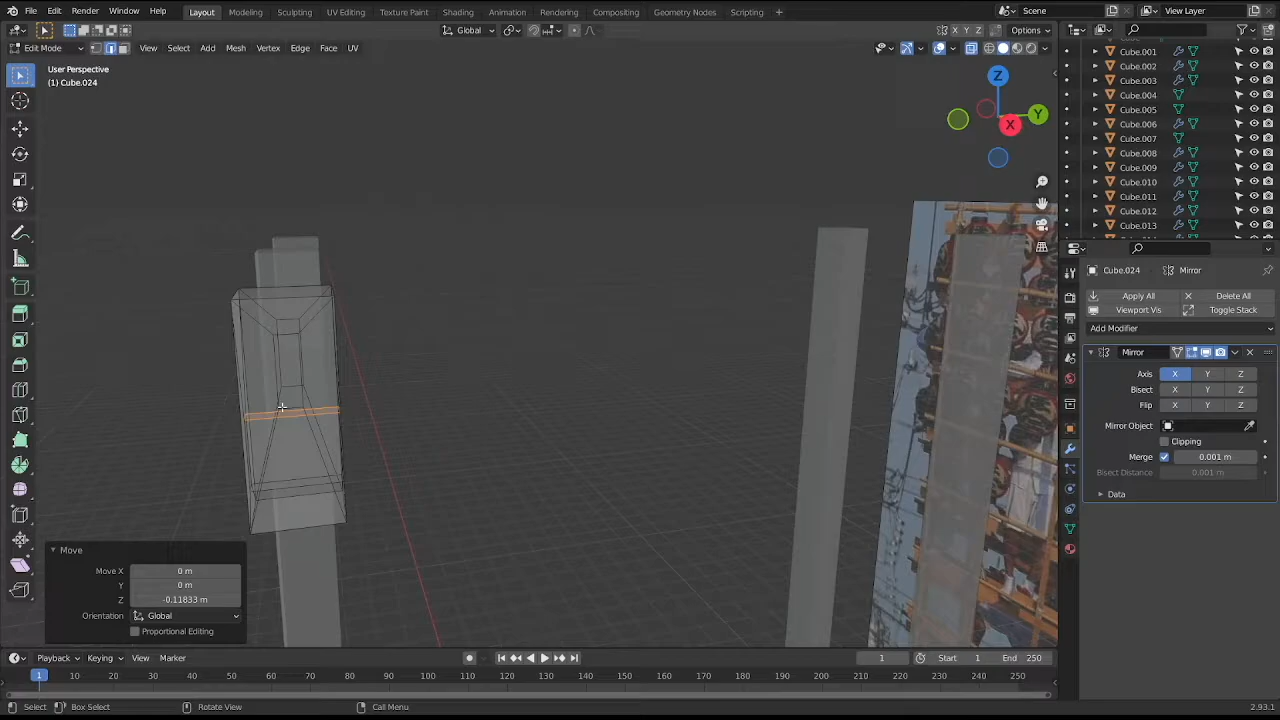 File Edit Render Window Help Layout Modeling Sculpting UV Editing Texture Paint Shading Animation Rendering Compositing Geometry Nodes Scripting + Scene View Layer
Global X Y Z Options
Edit Mode View Select Add Mesh Vertex Edge Face UV
User Perspective
(1) Cube.024
Z
Y
X
Cube.001
Cube.002
Cube.003
Cube.004
Cube.005
Cube.006
Cube.007
Cube.008
Cube.009
Cube.010
Cube.011
Cube.012
Cube.013
Cube.024 Mirror
Apply All Delete All
Viewport Vis Toggle Stack
Add Modifier
Mirror
Axis X Y Z
Bisect X Y Z
Flip X Y Z
Mirror Object
Clipping
Merge 0.001 m
Bisect Distance 0.001 m
Data
Move
Move X 0 m
Y 0 m
Z -0.11833 m
Orientation Global
Proportional Editing
Playback Keying View Marker 1 Start 1 End 250
1 10 20 30 40 50 60 70 80 90 100 110 120 130 140 150 160 170 180 190 200 210 220 230 240 250
Select Box Select Rotate View Call Menu 2.93.1